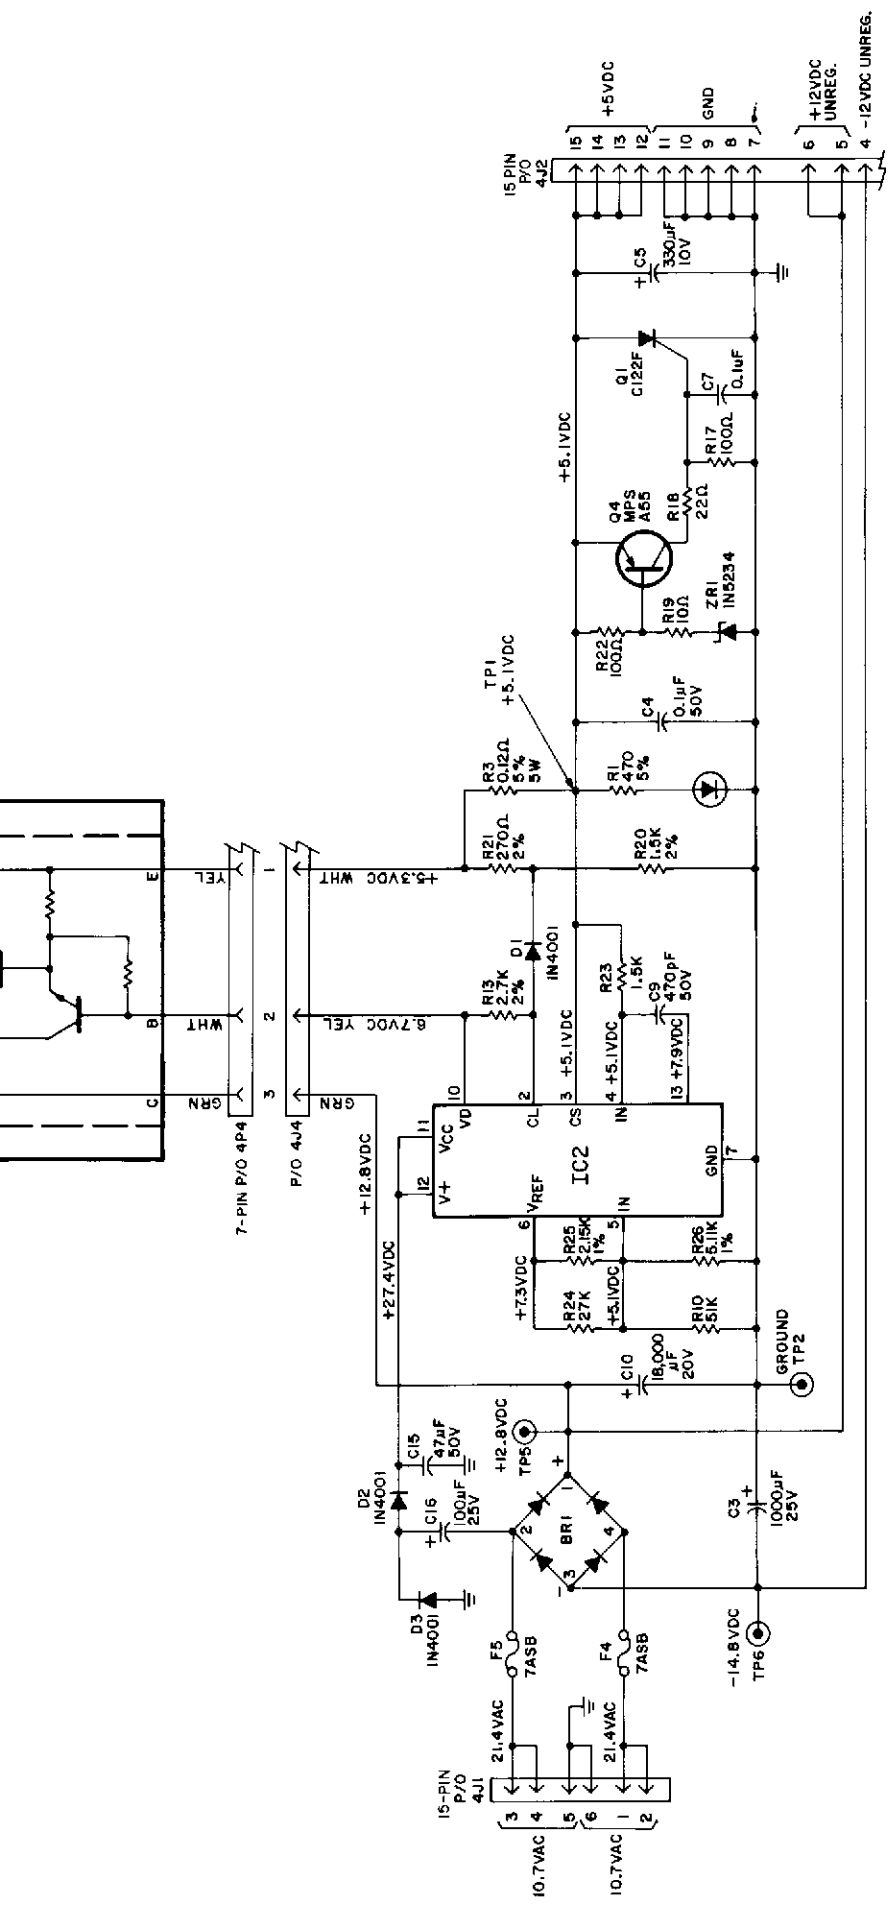 15-PIN
P/O
4J1
3
4
5
6
1
2
10.7VAC
10.7VAC
21.4VAC
21.4VAC
F5
7ASB
F4
7ASB
D3
1N4001
D2
1N4001
+ C16
100µF
25V
C15
47µF
50V
BR1
1
2
3
4
+
-
+12.8VDC
TP5
-14.8VDC
TP6
C3 +
1000µF
25V
+ C10
18,000
µF
20V
GROUND
TP2
+27.4VDC
+12.8VDC
+7.3VDC
R24
27K
R25
2.15K
1%
+5.1VDC
R10
51K
R26
5.11K
1%
IC2
12
V+
11
VCC
10
VD
2
CL
3
CS
4
IN
13
6
VREF
5
IN
GND
7
+5.1VDC
+5.1VDC
+7.9VDC
7-PIN P/O 4P4
P/O 4J4
C
B
E
GRN
WHT
YEL
3
2
1
GRN
6.7VDC YEL
+5.3VDC WHT
R13
2.7K
2%
D1
1N4001
R23
1.5K
C9
470pF
50V
R21
270Ω
2%
R3
0.12Ω
5%
5W
R20
1.5K
2%
R1
470
5%
TP1
+5.1VDC
C4
0.1µF
50V
R22
100Ω
R19
10Ω
ZR1
1N5234
Q4
MPS
A55
R18
22Ω
R17
100Ω
C7
0.1µF
Q1
C122F
+5.1VDC
+ C5
330µF
10V
15 PIN
P/O
4J2
15
14
13
12
11
10
9
8
7
6
5
4
+5VDC
GND
+12VDC
UNREG.
-12VDC UNREG.